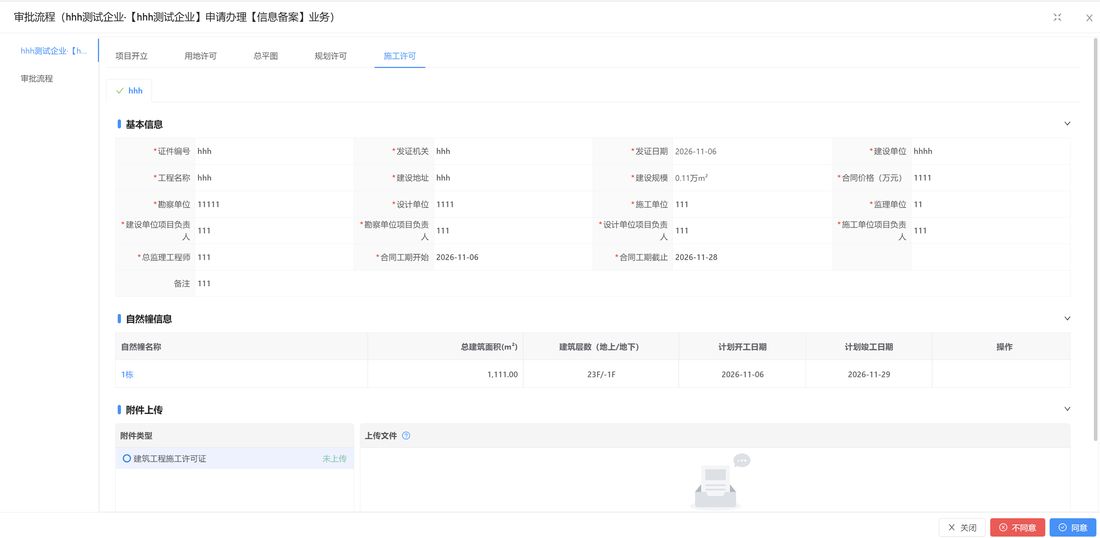 审批流程（hhh测试企业·【hhh测试企业】申请办理【信息备案】业务）
hhh测试企业·【h...
审批流程
项目开立 用地许可 总平图 规划许可 施工许可
hhh
基本信息
*证件编号 hhh *发证机关 hhh *发证日期 2026-11-06 *建设单位 hhhh
*工程名称 hhh *建设地址 hhh *建设规模 0.11万m² *合同价格（万元） 1111
*勘察单位 11111 *设计单位 1111 *施工单位 111 *监理单位 11
*建设单位项目负责人 111 *勘察单位项目负责人 111 *设计单位项目负责人 111 *施工单位项目负责人 111
*总监理工程师 111 *合同工期开始 2026-11-06 *合同工期截止 2026-11-28
备注 111
自然幢信息
自然幢名称 总建筑面积(m²) 建筑层数（地上/地下） 计划开工日期 计划竣工日期 操作
1栋 1,111.00 23F/-1F 2026-11-06 2026-11-29
附件上传
附件类型 上传文件
建筑工程施工许可证 未上传
关闭 不同意 同意